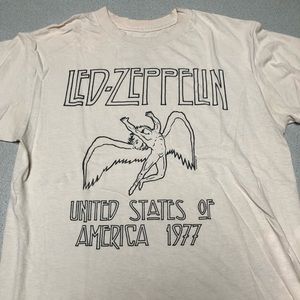 LED-ZEPPELIN
UNITED STATES OF
AMERICA 1977